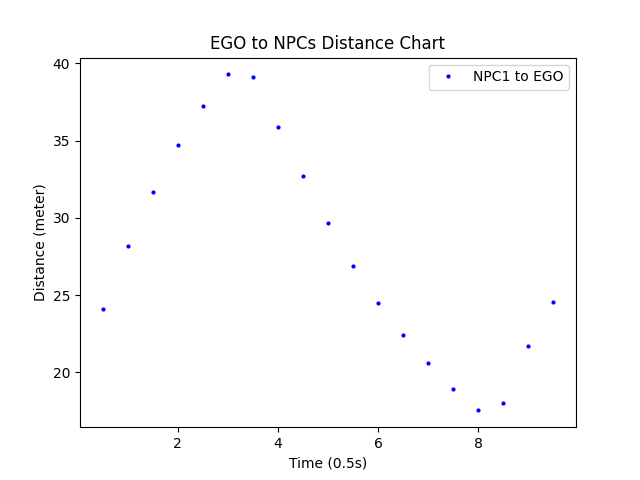 EGO to NPCs Distance Chart
NPC1 to EGO
40
35
30
25
20
Distance (meter)
2 4 6 8
Time (0.5s)